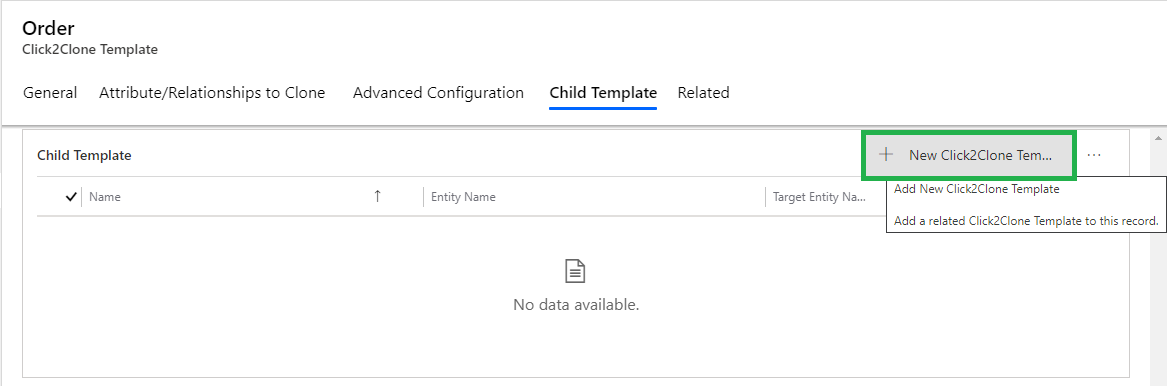 Order
Click2Clone Template
General Attribute/Relationships to Clone Advanced Configuration Child Template Related
Child Template + New Click2Clone Tem... ...
Name ↑ Entity Name Target Entity Na...
Add New Click2Clone Template
Add a related Click2Clone Template to this record.
No data available.